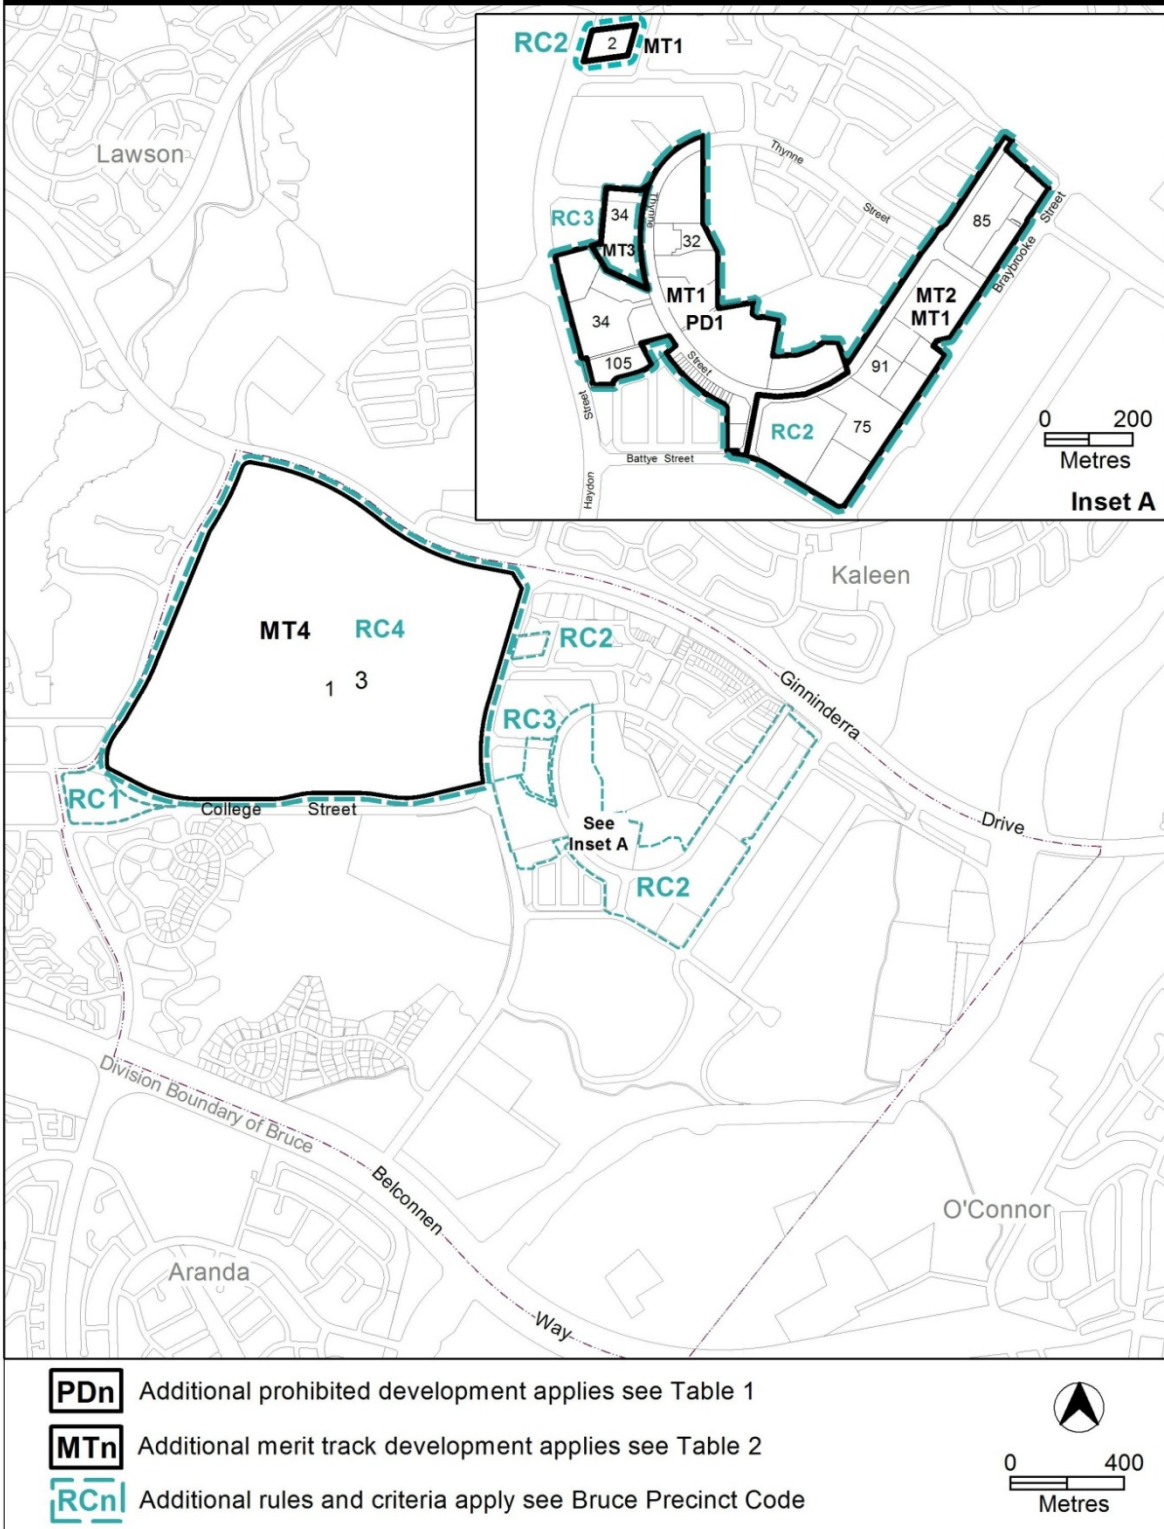 RC2
2
MT1
Lawson
Thynne
Street
RC3
34
MT3
Thynne
32
MT1
PD1
34
105
Street
85
Braybrooke Street
MT2
MT1
91
75
RC2
0 200
Metres
Inset A
Battye Street
Haydon Street
Kaleen
MT4 RC4
1 3
RC2
RC3
Ginninderra Drive
RC1
College Street
See
Inset A
RC2
Division Boundary of Bruce
Belconnen Way
O'Connor
Aranda
PDn Additional prohibited development applies see Table 1
MTn Additional merit track development applies see Table 2
RCn Additional rules and criteria apply see Bruce Precinct Code
0 400
Metres